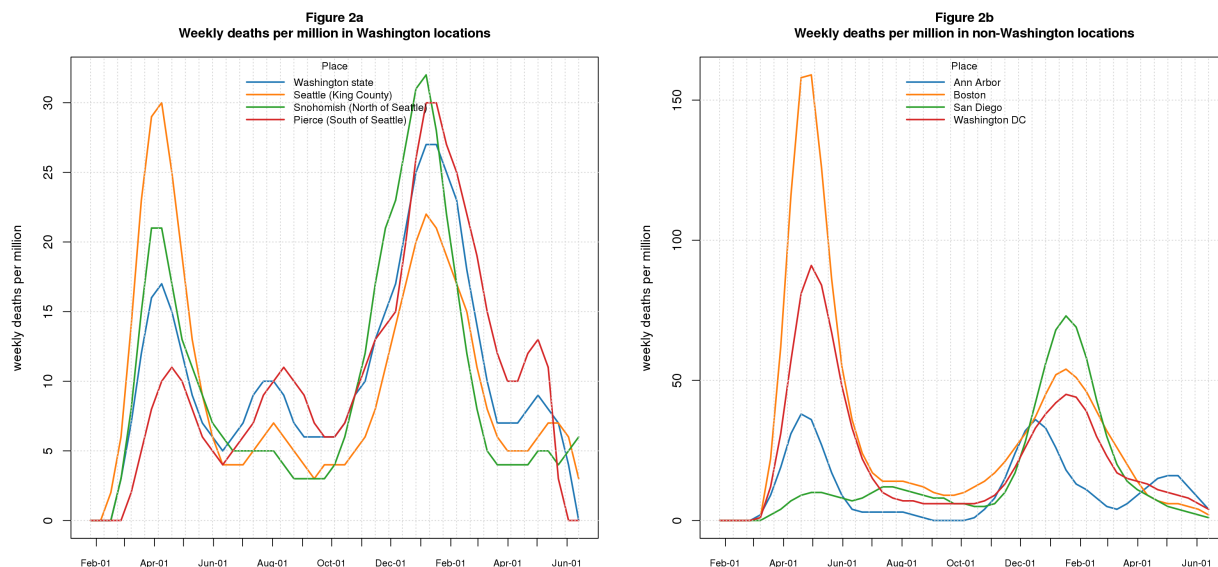 Figure 2a
Weekly deaths per million in Washington locations
Place
Washington state
Seattle (King County)
Snohomish (North of Seattle)
Pierce (South of Seattle)
weekly deaths per million
30
25
20
15
10
5
0
Feb-01 Apr-01 Jun-01 Aug-01 Oct-01 Dec-01 Feb-01 Apr-01 Jun-01
Figure 2b
Weekly deaths per million in non-Washington locations
Place
Ann Arbor
Boston
San Diego
Washington DC
weekly deaths per million
150
100
50
0
Feb-01 Apr-01 Jun-01 Aug-01 Oct-01 Dec-01 Feb-01 Apr-01 Jun-01